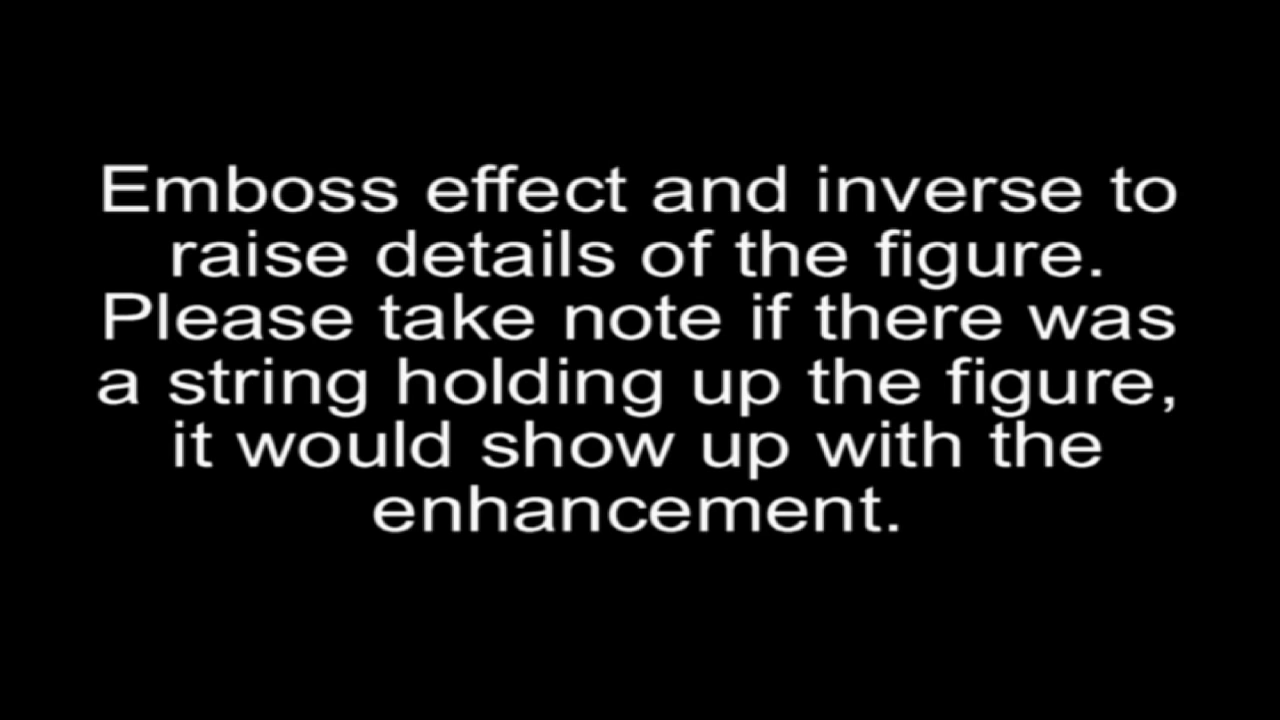 Emboss effect and inverse to
raise details of the figure.
Please take note if there was
a string holding up the figure,
it would show up with the
enhancement.